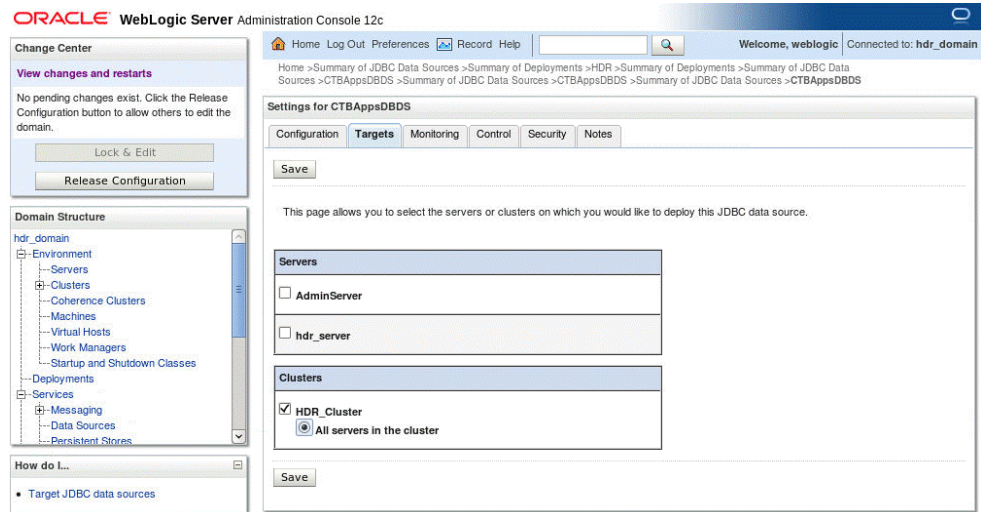 ORACLE WebLogic Server Administration Console 12c
Change Center
View changes and restarts
No pending changes exist. Click the Release
Configuration button to allow others to edit the
domain.
Lock & Edit
Release Configuration
Domain Structure
hdr_domain
Environment
Servers
Clusters
Coherence Clusters
Machines
Virtual Hosts
Work Managers
Startup and Shutdown Classes
Deployments
Services
Messaging
Data Sources
Persistent Stores
How do I...
Target JDBC data sources
Home Log Out Preferences Record Help
Welcome, weblogic Connected to: hdr_domain
Home >Summary of JDBC Data Sources >Summary of Deployments >HDR >Summary of Deployments >Summary of JDBC Data
Sources >CTBAppsDBDS >Summary of JDBC Data Sources >CTBAppsDBDS >Summary of JDBC Data Sources >CTBAppsDBDS
Settings for CTBAppsDBDS
Configuration Targets Monitoring Control Security Notes
Save
This page allows you to select the servers or clusters on which you would like to deploy this JDBC data source.
Servers
AdminServer
hdr_server
Clusters
HDR_Cluster
All servers in the cluster
Save